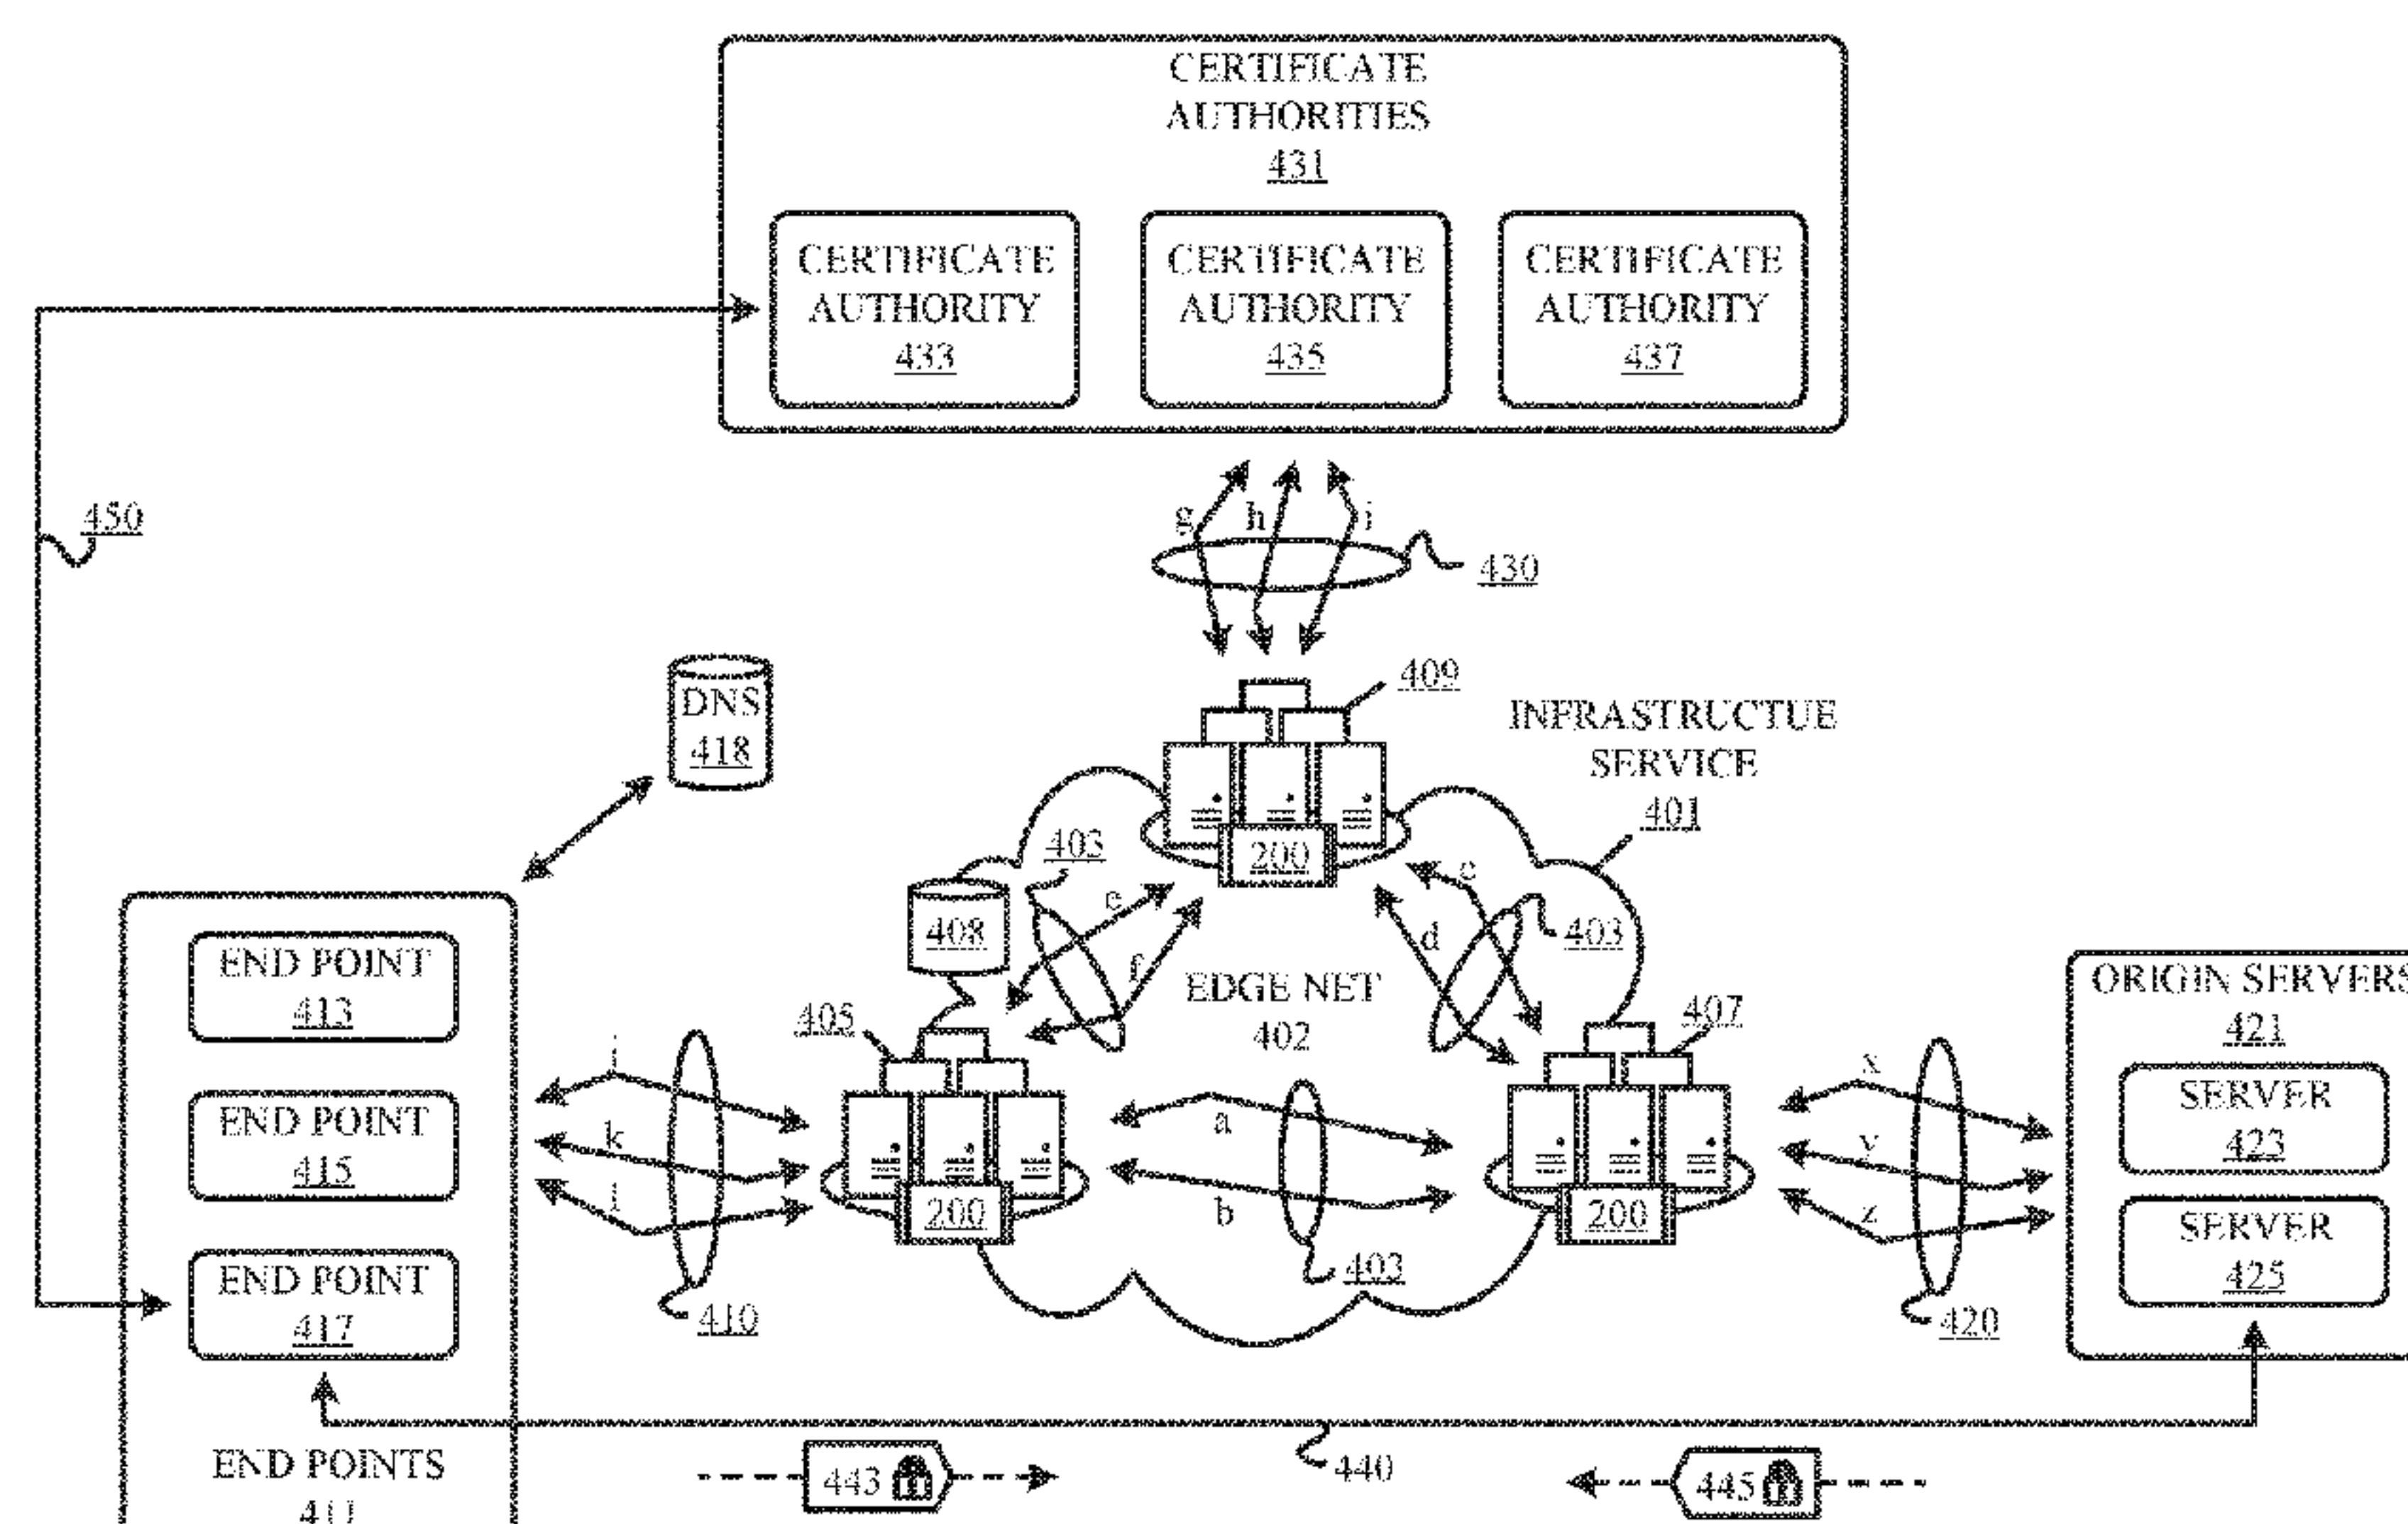 CERTIFICATE
AUTHORITIES
431
CERTIFICATE
AUTHORITY
433
CERTIFICATE
AUTHORITY
435
CERTIFICATE
AUTHORITY
437
450
g
h
i
430
DNS
418
409
INFRASTRUCTUE
SERVICE
401
403
200
408
e
f
c
d
403
EDGE NET
402
END POINT
413
END POINT
415
END POINT
417
END POINTS
411
j
k
l
410
405
200
a
b
403
407
200
x
y
z
420
ORIGIN SERVERS
421
SERVER
423
SERVER
425
443
440
445